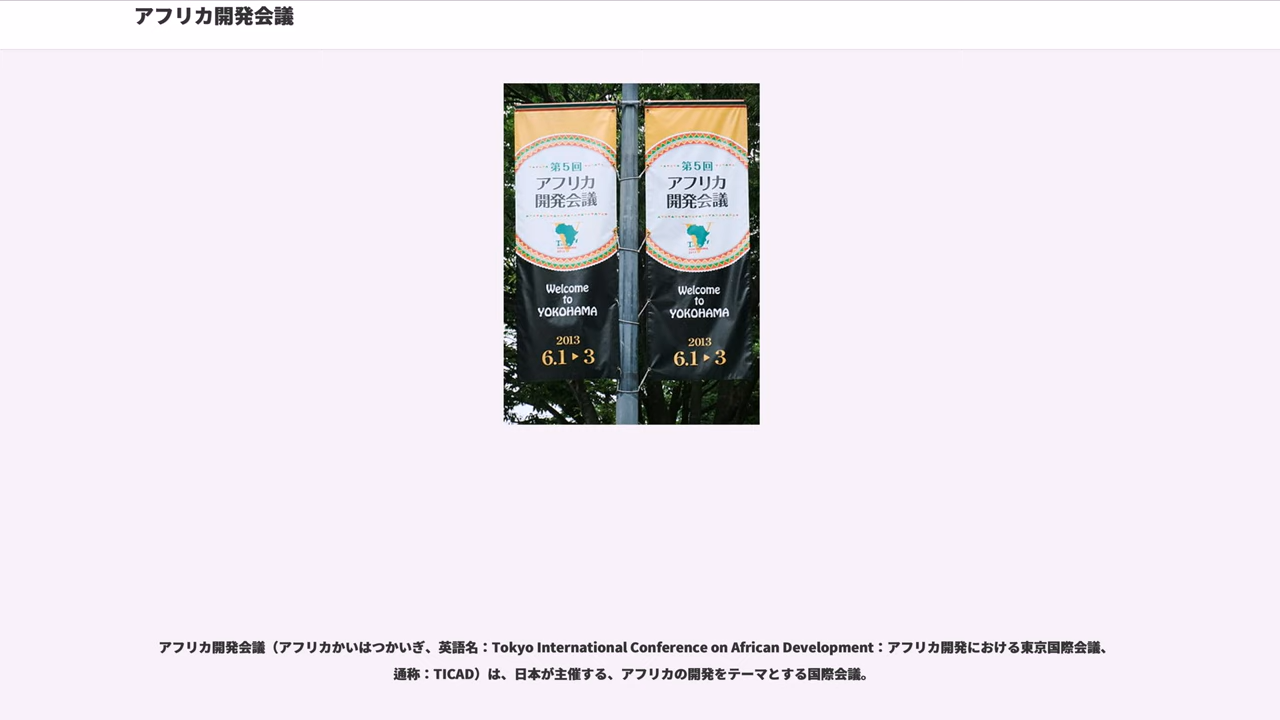 アフリカ開発会議
第5回
アフリカ
開発会議
Welcome
to
YOKOHAMA
2013
6.1▶3
第5回
アフリカ
開発会議
Welcome
to
YOKOHAMA
2013
6.1▶3
アフリカ開発会議（アフリカかいはつかいぎ、英語名：Tokyo International Conference on African Development：アフリカ開発における東京国際会議、
通称：TICAD）は、日本が主催する、アフリカの開発をテーマとする国際会議。